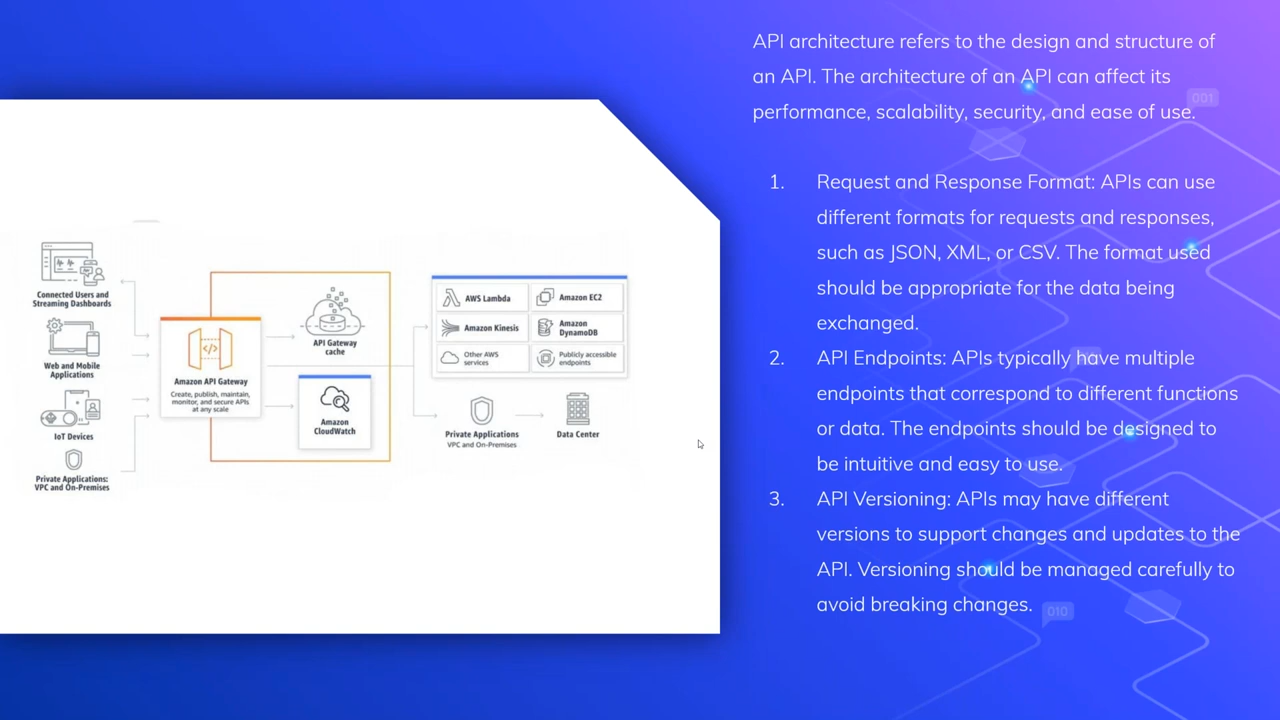 API architecture refers to the design and structure of
an API. The architecture of an API can affect its
performance, scalability, security, and ease of use.
1. Request and Response Format: APIs can use
different formats for requests and responses,
such as JSON, XML, or CSV. The format used
should be appropriate for the data being
exchanged.
2. API Endpoints: APIs typically have multiple
endpoints that correspond to different functions
or data. The endpoints should be designed to
be intuitive and easy to use.
3. API Versioning: APIs may have different
versions to support changes and updates to the
API. Versioning should be managed carefully to
avoid breaking changes.
001
010
Connected Users and
Streaming Dashboards
Web and Mobile
Applications
IoT Devices
Private Applications:
VPC and On-Premises
Amazon API Gateway
Create, publish, maintain,
monitor, and secure APIs
at any scale
API Gateway
cache
Amazon
CloudWatch
AWS Lambda
Amazon EC2
Amazon Kinesis
Amazon
DynamoDB
Other AWS
services
Publicly accessible
endpoints
Private Applications
VPC and On-Premises
Data Center